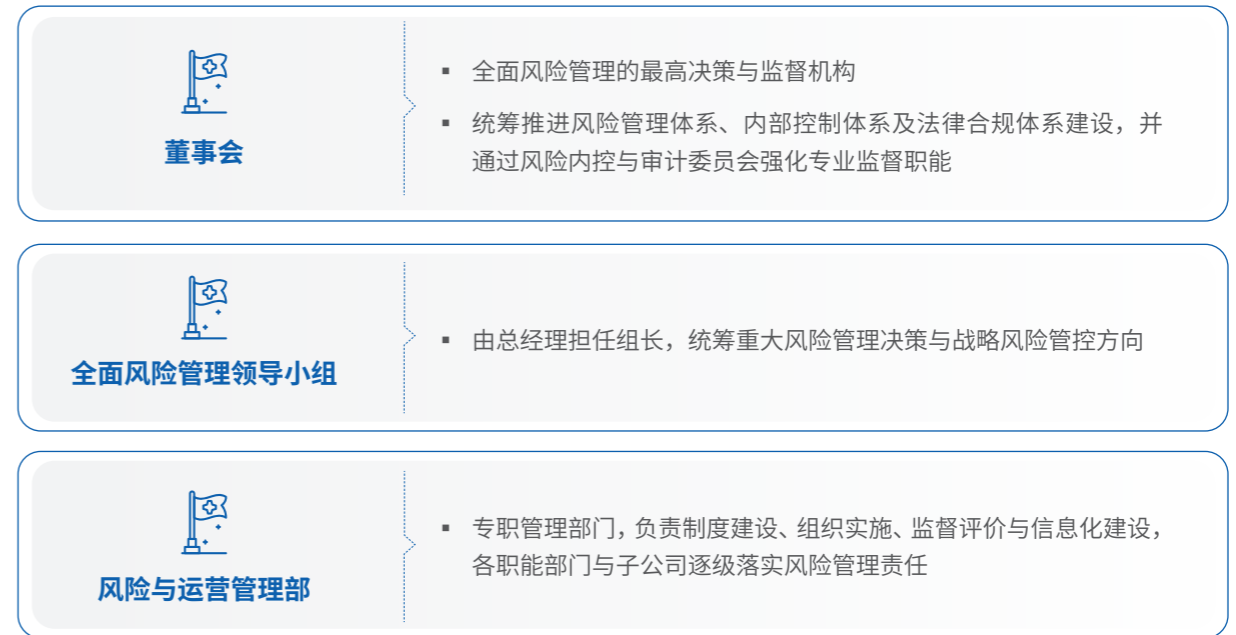 董事会
▪ 全面风险管理的最高决策与监督机构
▪ 统筹推进风险管理体系、内部控制体系及法律合规体系建设，并
通过风险内控与审计委员会强化专业监督职能
全面风险管理领导小组
▪ 由总经理担任组长，统筹重大风险管理决策与战略风险管控方向
风险与运营管理部
▪ 专职管理部门，负责制度建设、组织实施、监督评价与信息化建设，
各职能部门与子公司逐级落实风险管理责任